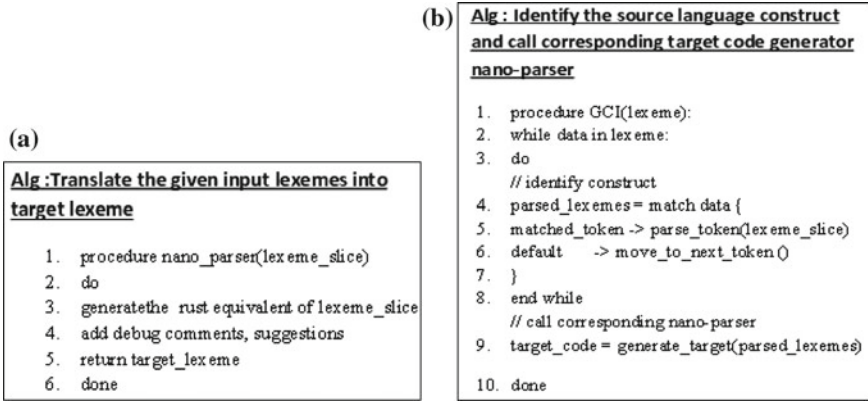 (a)
Alg :Translate the given input lexemes into
target lexeme
1. procedure nano_parser(lexeme_slice)
2. do
3. generatethe rust equivalent of lexeme_slice
4. add debug comments, suggestions
5. return target_lexeme
6. done
(b)
Alg : Identify the source language construct
and call corresponding target code generator
nano-parser
1. procedure GCI(lexeme):
2. while data in lexeme:
3. do
// identify construct
4. parsed_lexemes = match data {
5. matched_token -> parse_token(lexeme_slice)
6. default -> move_to_next_token()
7. }
8. end while
// call corresponding nano-parser
9. target_code = generate_target(parsed_lexemes)
10. done